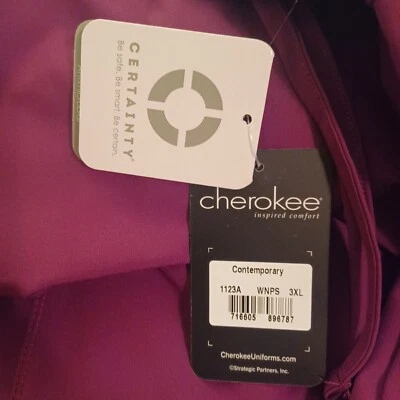 CERTAINTY®
Be safe. Be smart. Be certain.
cherokee®
inspired comfort
Contemporary
1123A WNPS 3XL
716605 896787
CherokeeUniforms.com
©Strategic Partners, Inc.